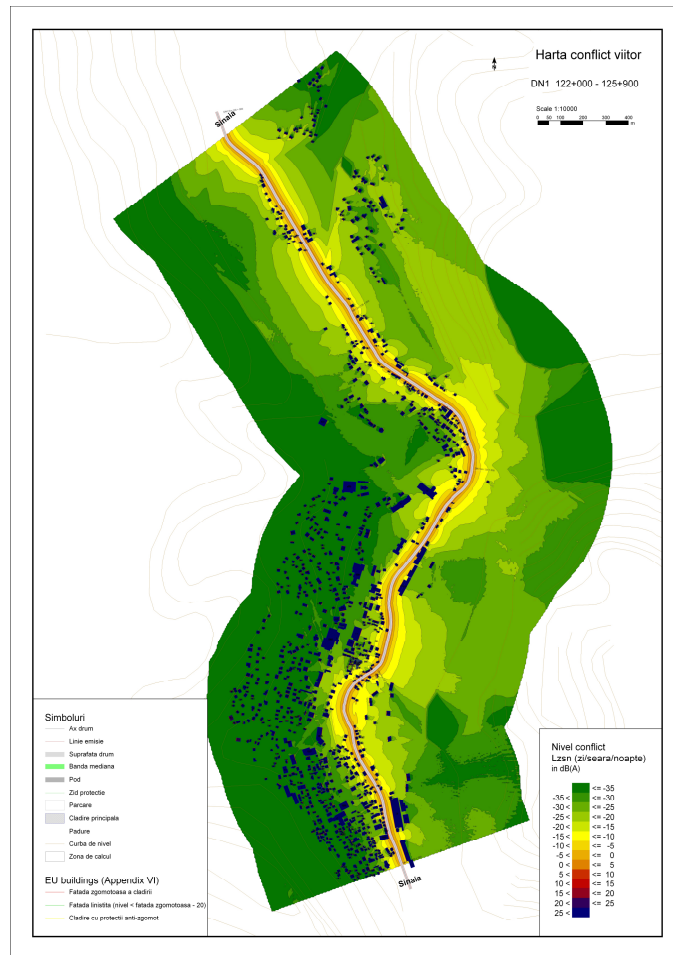 Harta conflict viitor
DN1 122+000 - 125+900
Scale 1:10000
0 50 100 200 300 400
m
Sinaia
Sinaia
Simboluri
Ax drum
Linie emisie
Suprafata drum
Banda mediana
Pod
Zid protectie
Parcare
Cladire principala
Padure
Curba de nivel
Zona de calcul
EU buildings (Appendix VI)
Fatada zgomotoasa a cladirii
Fatada linistita (nivel < fatada zgomotoasa - 20)
Cladire cu protectii anti-zgomot
Nivel conflict
Lzsn (zi/seara/noapte)
in dB(A)
<= -35
-35 < <= -30
-30 < <= -25
-25 < <= -20
-20 < <= -15
-15 < <= -10
-10 < <= -5
-5 < <= 0
0 < <= 5
5 < <= 10
10 < <= 15
15 < <= 20
20 < <= 25
25 <